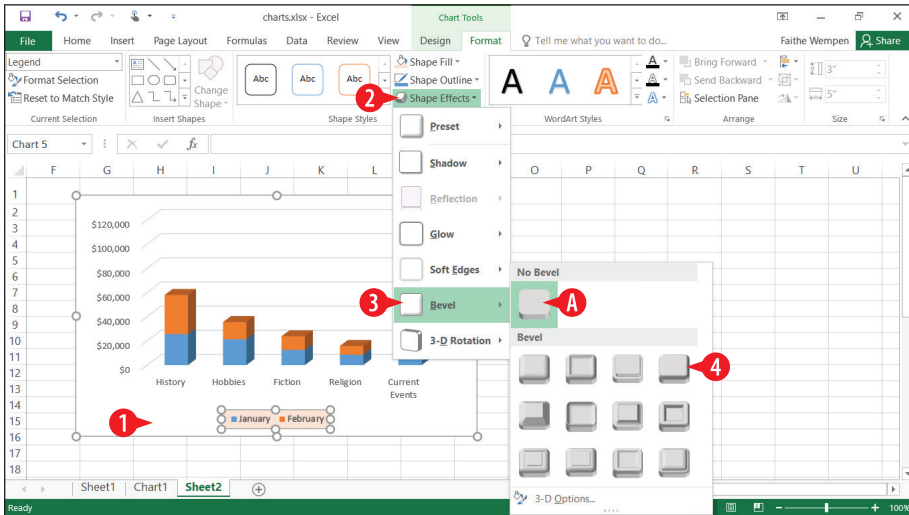 charts.xlsx - Excel
Chart Tools
File Home Insert Page Layout Formulas Data Review View Design Format Tell me what you want to do... Faithe Wempen Share
Legend
Format Selection
Reset to Match Style
Current Selection
Change
Shape
Insert Shapes
Abc Abc Abc
Shape Styles
Shape Fill
Shape Outline
2 Shape Effects
A A A
WordArt Styles
A
A
A
Bring Forward
Send Backward
Selection Pane
Arrange
3"
5"
Size
Chart 5 fx
F G H I J K L O P Q R S T U
1
2
3
4
5
6
7
8
9
10
11
12
13
14
15
16
17
18
$120,000
$100,000
$80,000
$60,000
$40,000
$20,000
$0
History Hobbies Fiction Religion Current
Events
1
January February
Preset
Shadow
Reflection
Glow
Soft Edges
3 Bevel
3-D Rotation
No Bevel
A
Bevel
4
3-D Options...
Sheet1 Chart1 Sheet2
Ready
100%